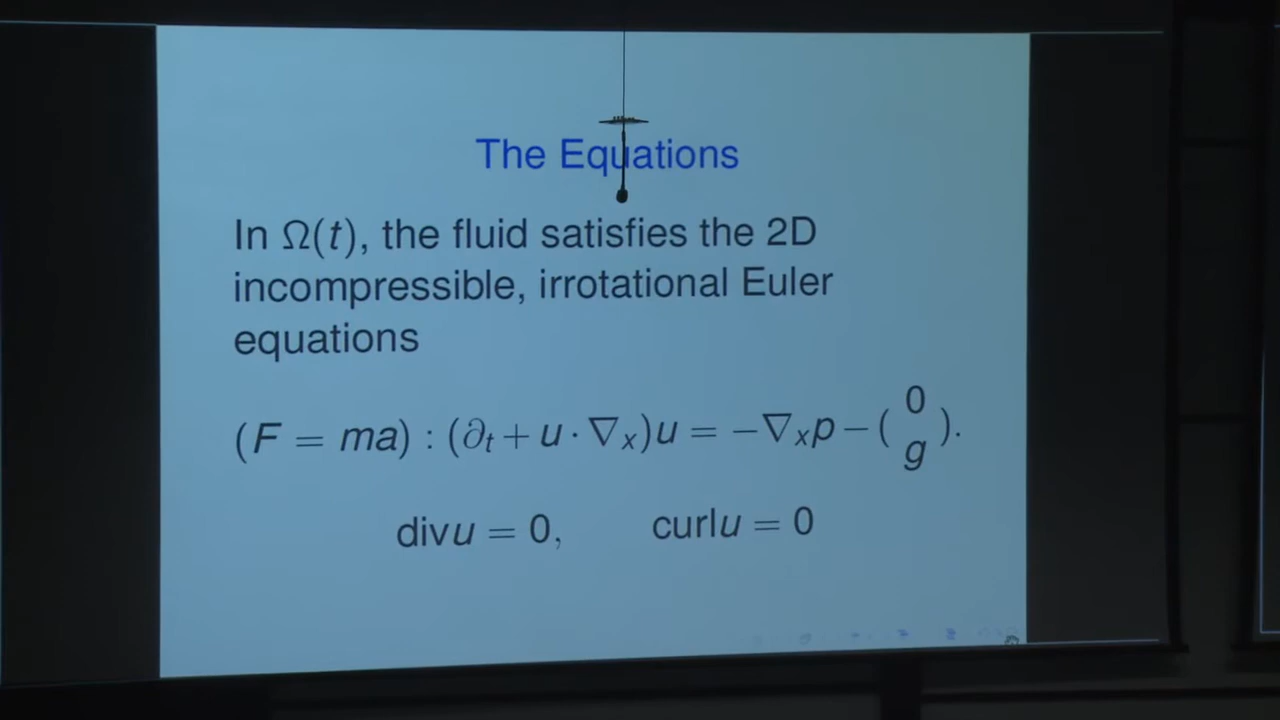 The Equations
In Ω(t), the fluid satisfies the 2D
incompressible, irrotational Euler
equations
(F = ma) : (∂ₜ + u · ∇ₓ)u = −∇ₓp − (0 g).
divu = 0, curlu = 0